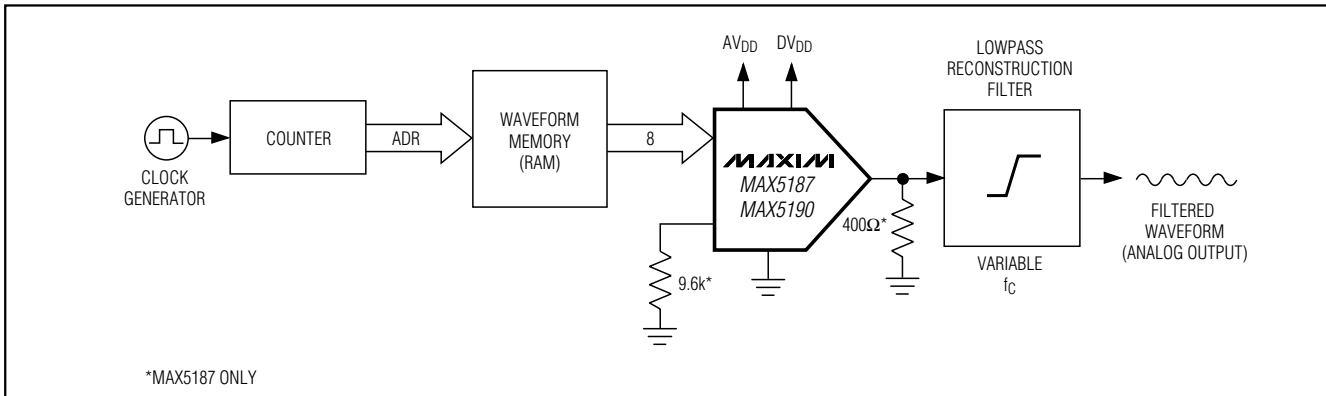 CLOCK
GENERATOR
COUNTER
ADR
WAVEFORM
MEMORY
(RAM)
8
AVDD
DVDD
MAXIM
MAX5187
MAX5190
9.6k*
400Ω*
LOWPASS
RECONSTRUCTION
FILTER
VARIABLE
fC
FILTERED
WAVEFORM
(ANALOG OUTPUT)
*MAX5187 ONLY